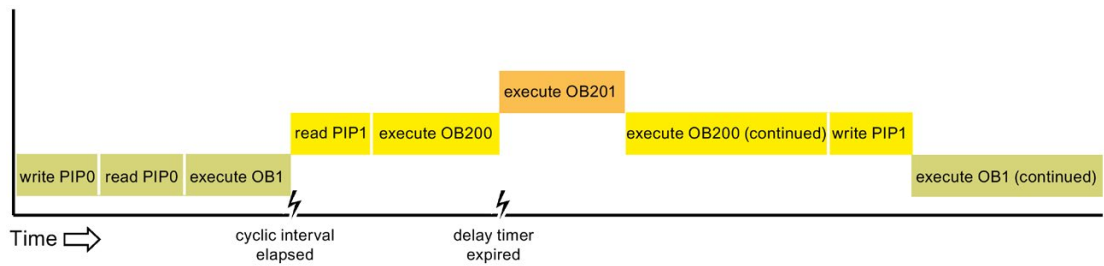 execute OB201
read PIP1
execute OB200
execute OB200 (continued)
write PIP1
write PIP0
read PIP0
execute OB1
execute OB1 (continued)
Time
cyclic interval
elapsed
delay timer
expired